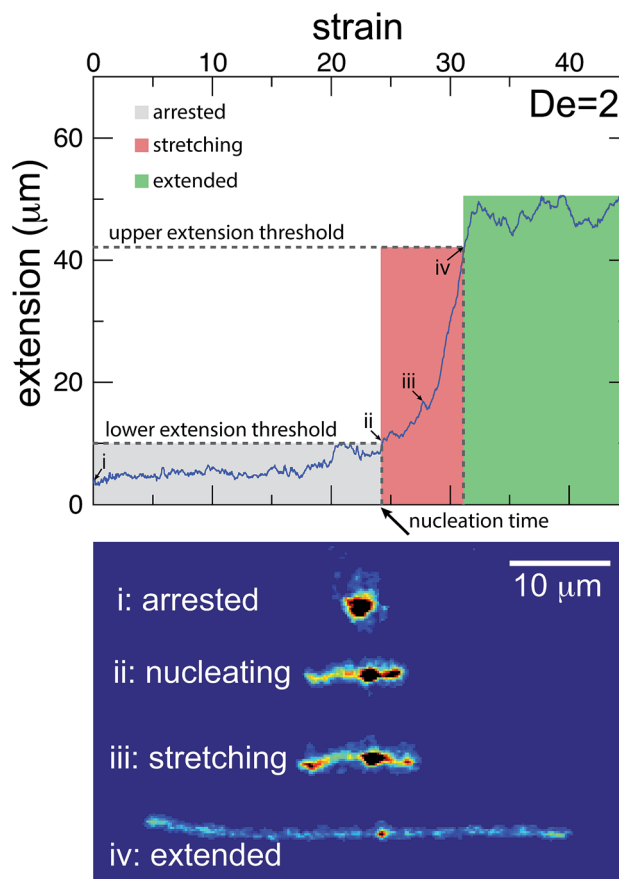 strain
0 10 20 30 40
De=2
arrested
stretching
extended
60
40
20
0
extension (μm)
upper extension threshold
iv
iii
ii
lower extension threshold
i
nucleation time
10 μm
i: arrested
ii: nucleating
iii: stretching
iv: extended